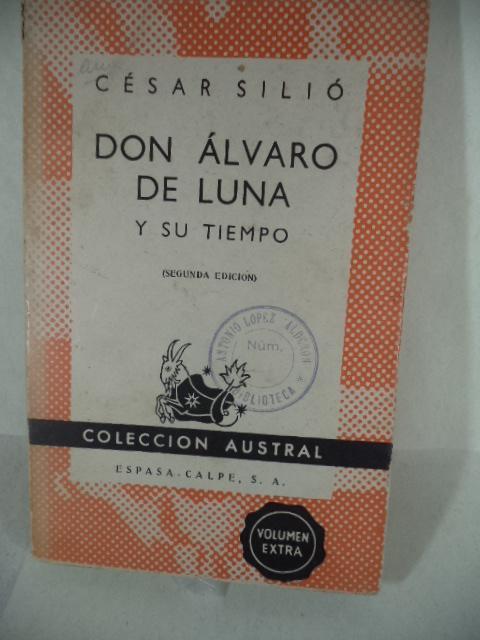 CÉSAR SILIÓ
DON ÁLVARO
DE LUNA
Y SU TIEMPO
(SEGUNDA EDICIÓN)
ANTONIO LOPEZ
Núm.
BIBLIOTECA
COLECCION AUSTRAL
ESPASA-CALPE, S. A.
VOLUMEN
EXTRA